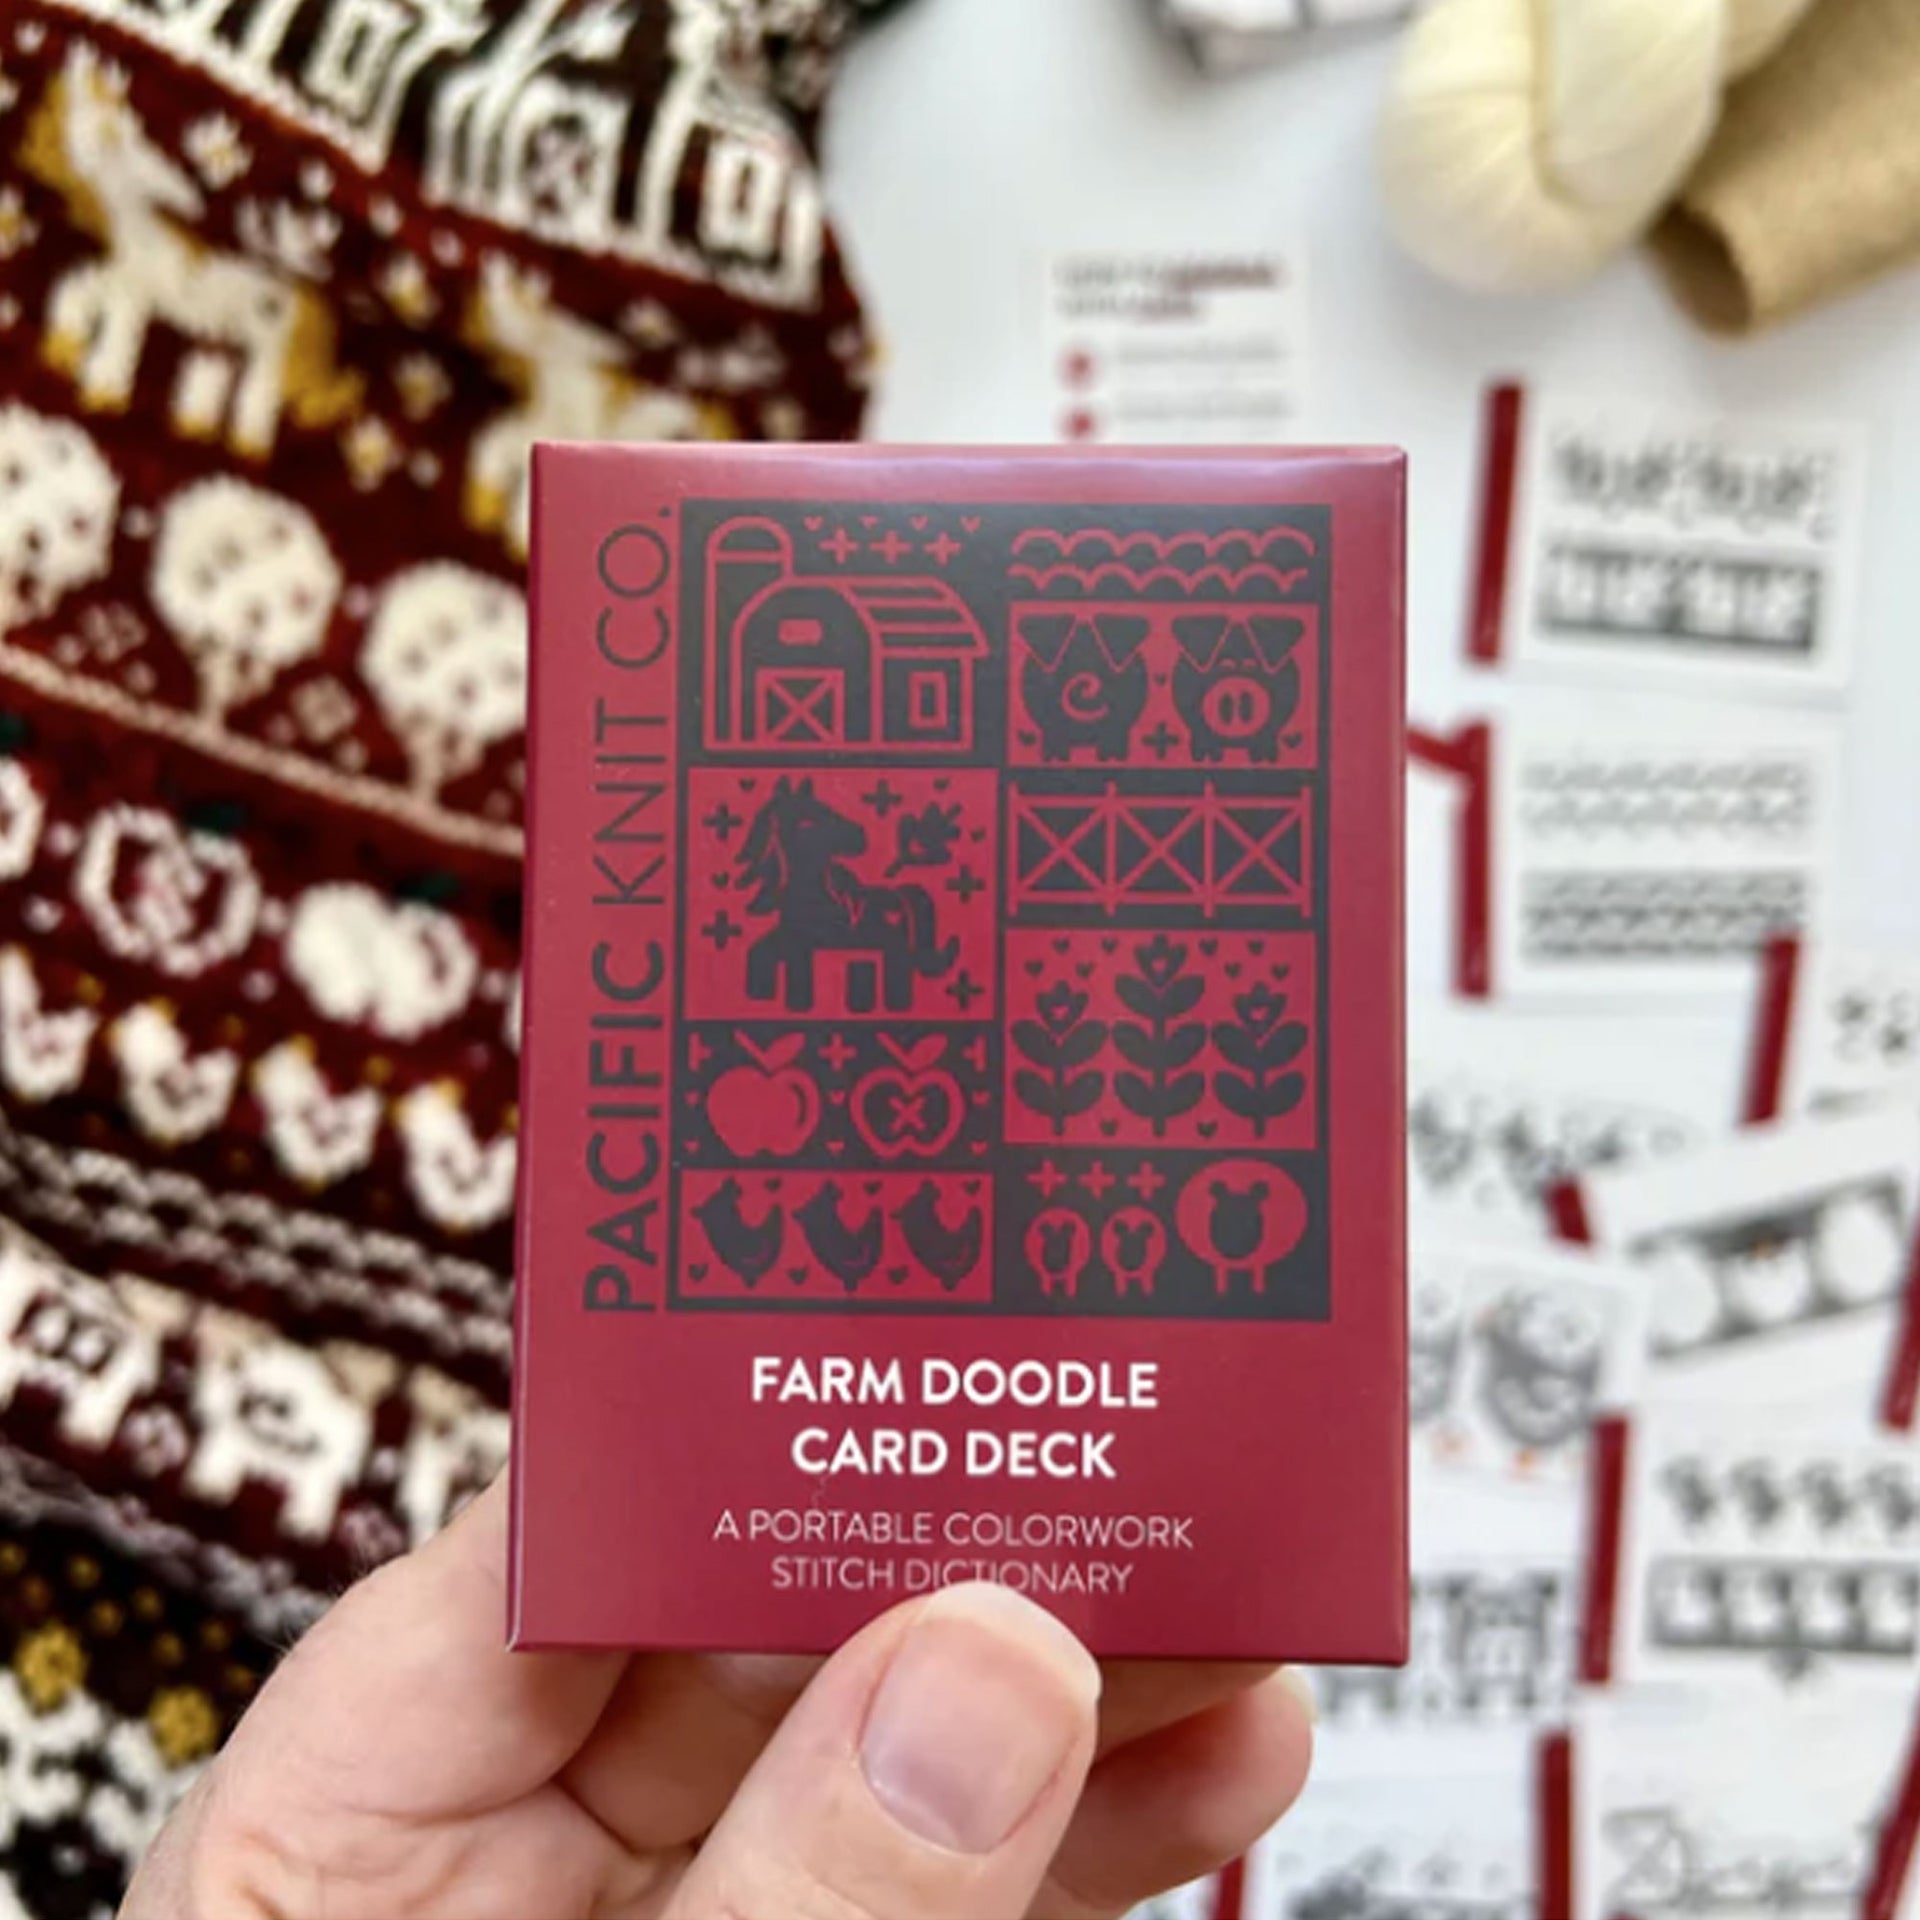 PACIFIC KNIT CO.
FARM DOODLE
CARD DECK
A PORTABLE COLORWORK
STITCH DICTIONARY